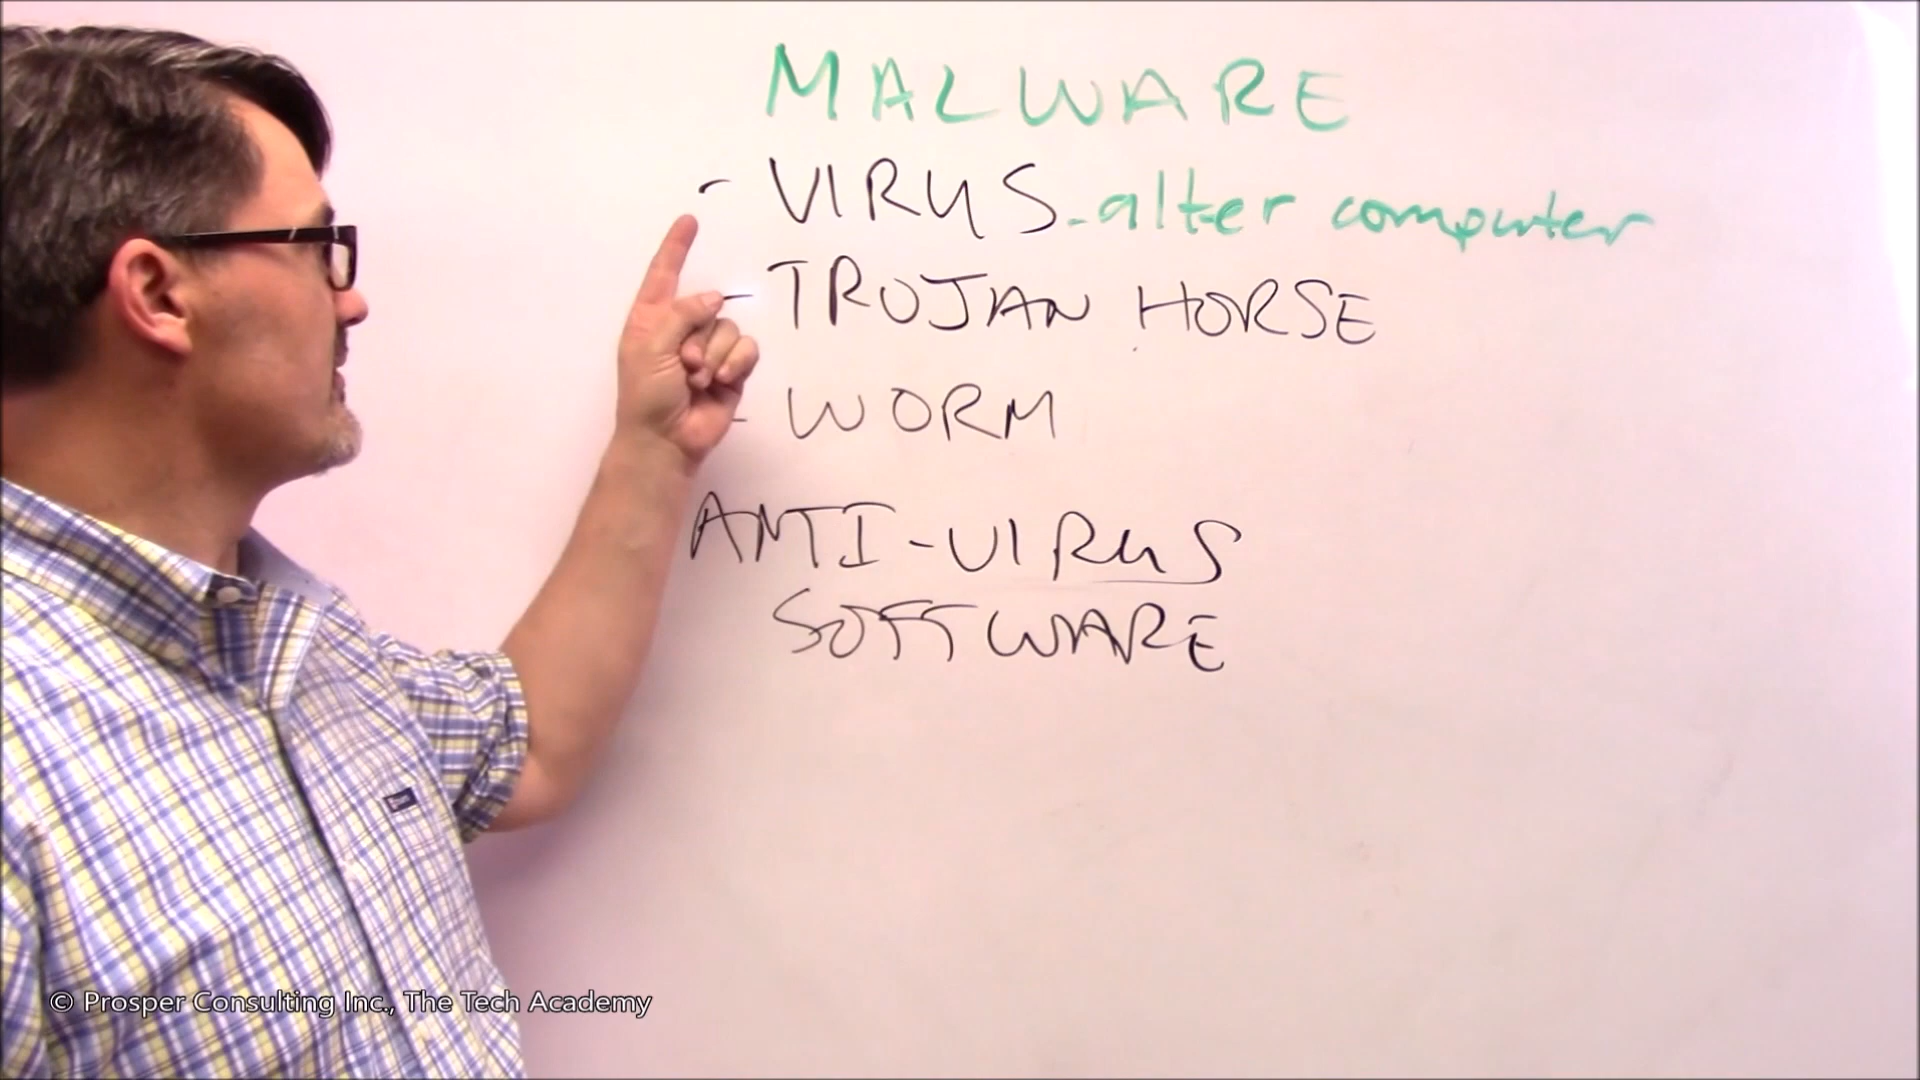 MALWARE
- VIRUS - alter computer
- TROJAN HORSE
- WORM
ANTI-VIRUS
SOFTWARE
© Prosper Consulting Inc., The Tech Academy